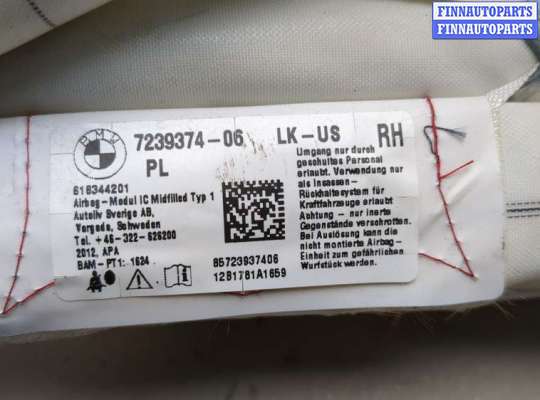 FINNAUTOPARTS
FINNAUTOPARTS
BMW
7239374-06 LK-US RH
PL
616344201
Airbag-Modul IC Midfilled Typ 1
Autoliv Sverige AB,
Vargada, Schweden
Tel. +46-322-626200
2012, APA
BAM-PT1: 1624
85723937406
12B1781A1659
Umgang nur durch
geschultes Personal
erlaubt. Verwendung nur
als Insassen-
Rückhaltesystem für
Kraftfahrzeuge erlaubt
Achtung - nur inerte
Gegenstände verschrotten.
Bei Auslösung kann die
nicht montierte Airbag-
Einheit zum gefährlichen
Wurfstück werden.